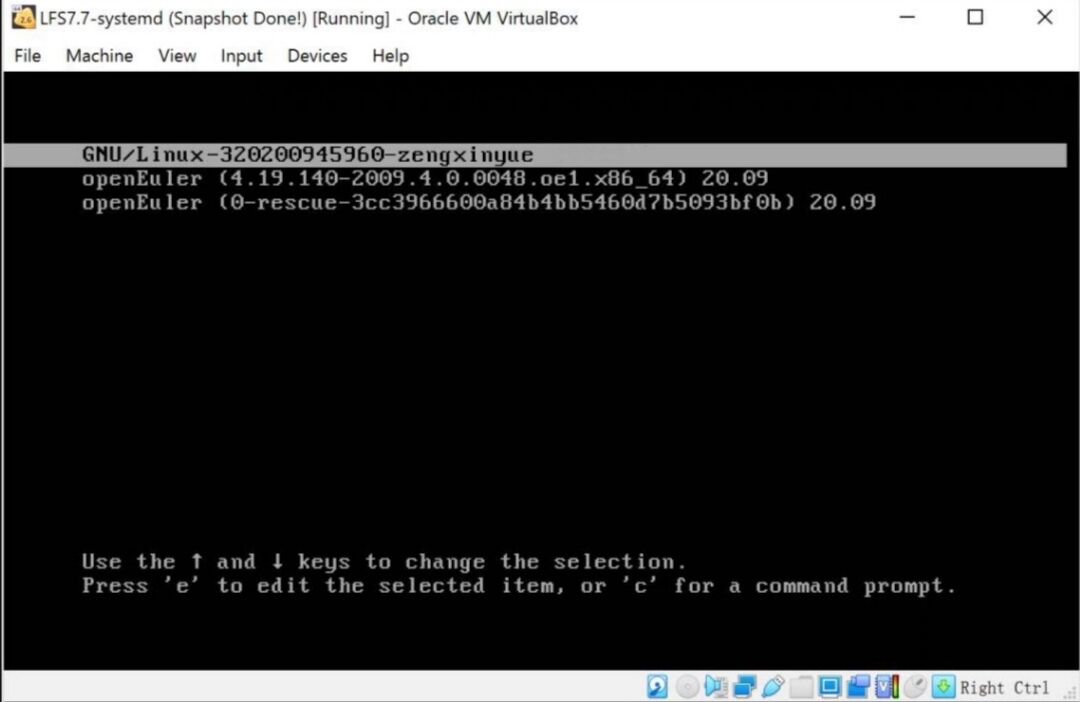 LFS7.7-systemd (Snapshot Done!) [Running] - Oracle VM VirtualBox
File Machine View Input Devices Help
GNU/Linux-320200945960-zengxinyue
openEuler (4.19.140-2009.4.0.0048.oe1.x86_64) 20.09
openEuler (0-rescue-3cc3966600a84b4bb5460d7b5093bf0b) 20.09
Use the ↑ and ↓ keys to change the selection.
Press 'e' to edit the selected item, or 'c' for a command prompt.
Right Ctrl